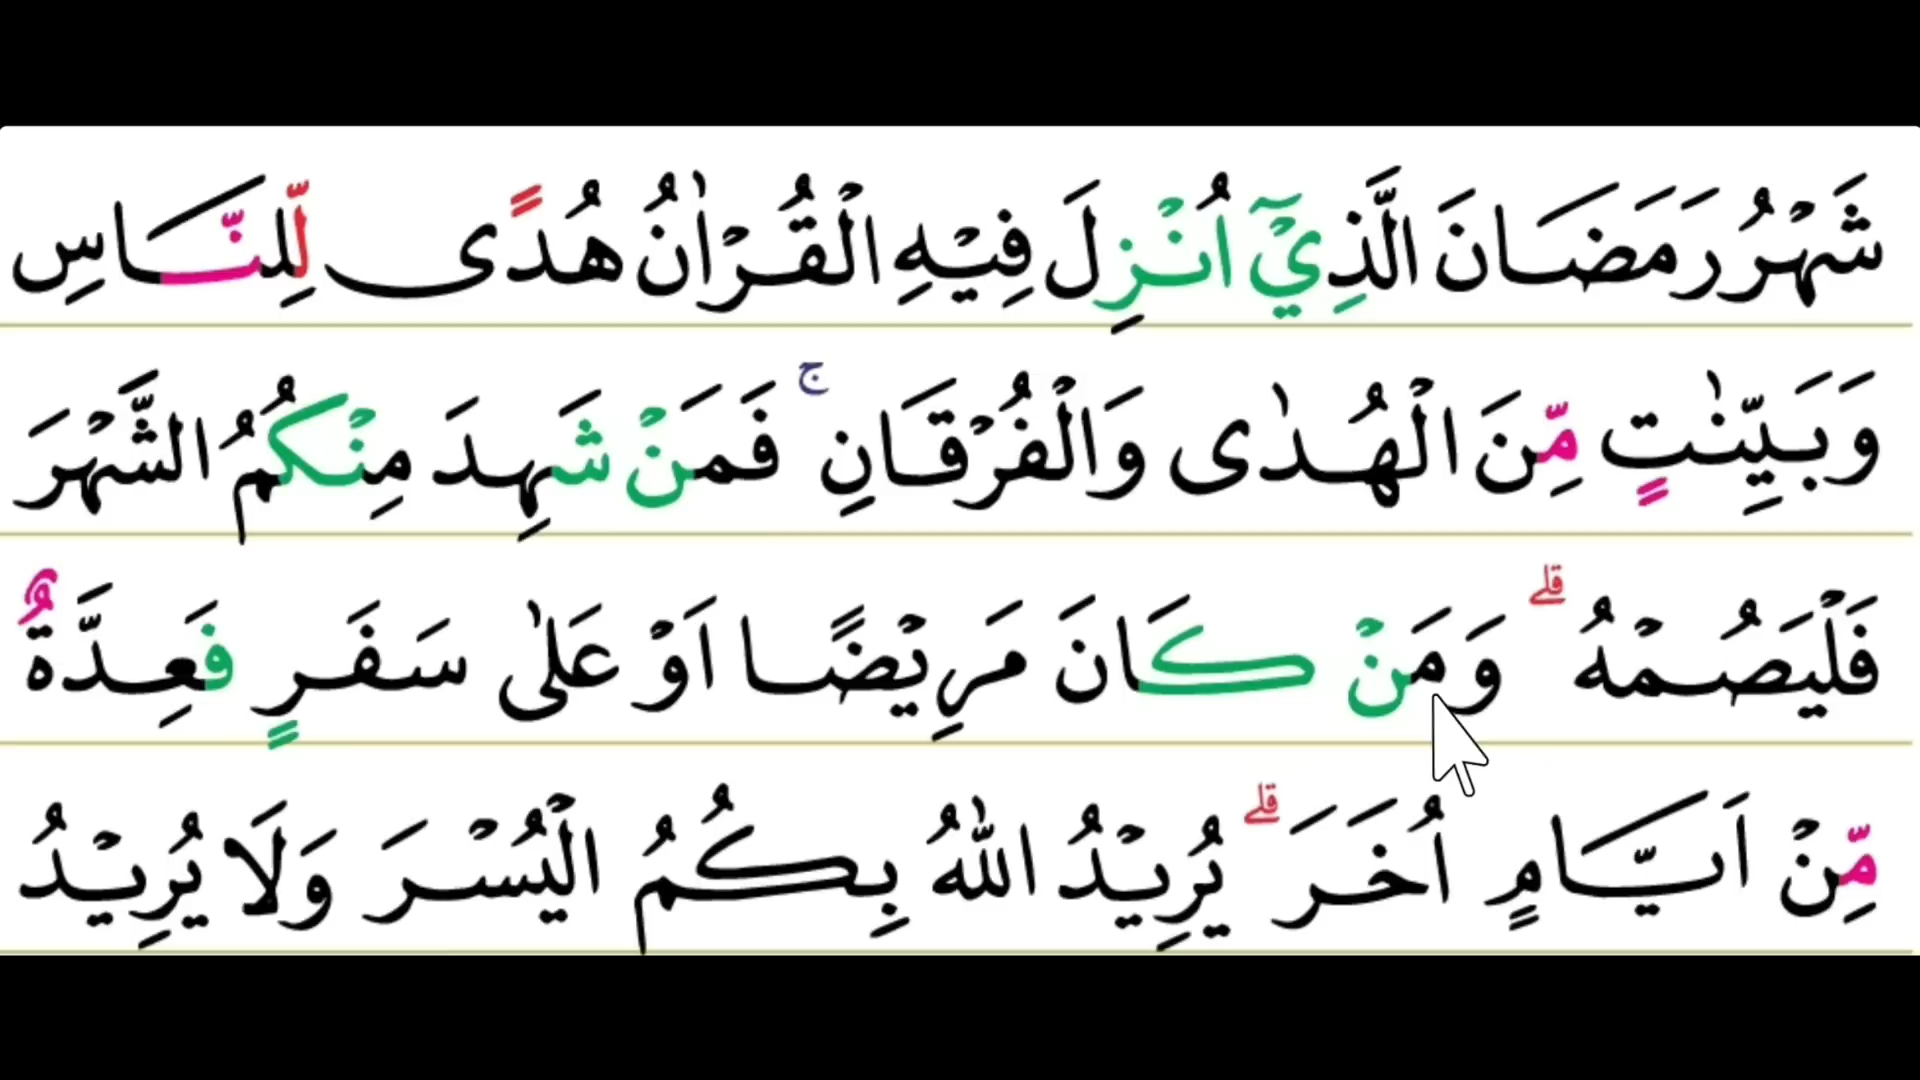 شَهْرُ رَمَضَانَ الَّذِيْٓ اُنْزِلَ فِيْهِ الْقُرْاٰنُ هُدًى لِّلنَّاسِ
وَبَيِّنٰتٍ مِّنَ الْهُدٰى وَالْفُرْقَانِ ۚ فَمَنْ شَهِدَ مِنْكُمُ الشَّهْرَ
فَلْيَصُمْهُ ۗ وَمَنْ كَانَ مَرِيْضًا اَوْ عَلٰى سَفَرٍ فَعِدَّةٌ
مِّنْ اَيَّامٍ اُخَرَ ۗ يُرِيْدُ اللّٰهُ بِكُمُ الْيُسْرَ وَلَا يُرِيْدُ